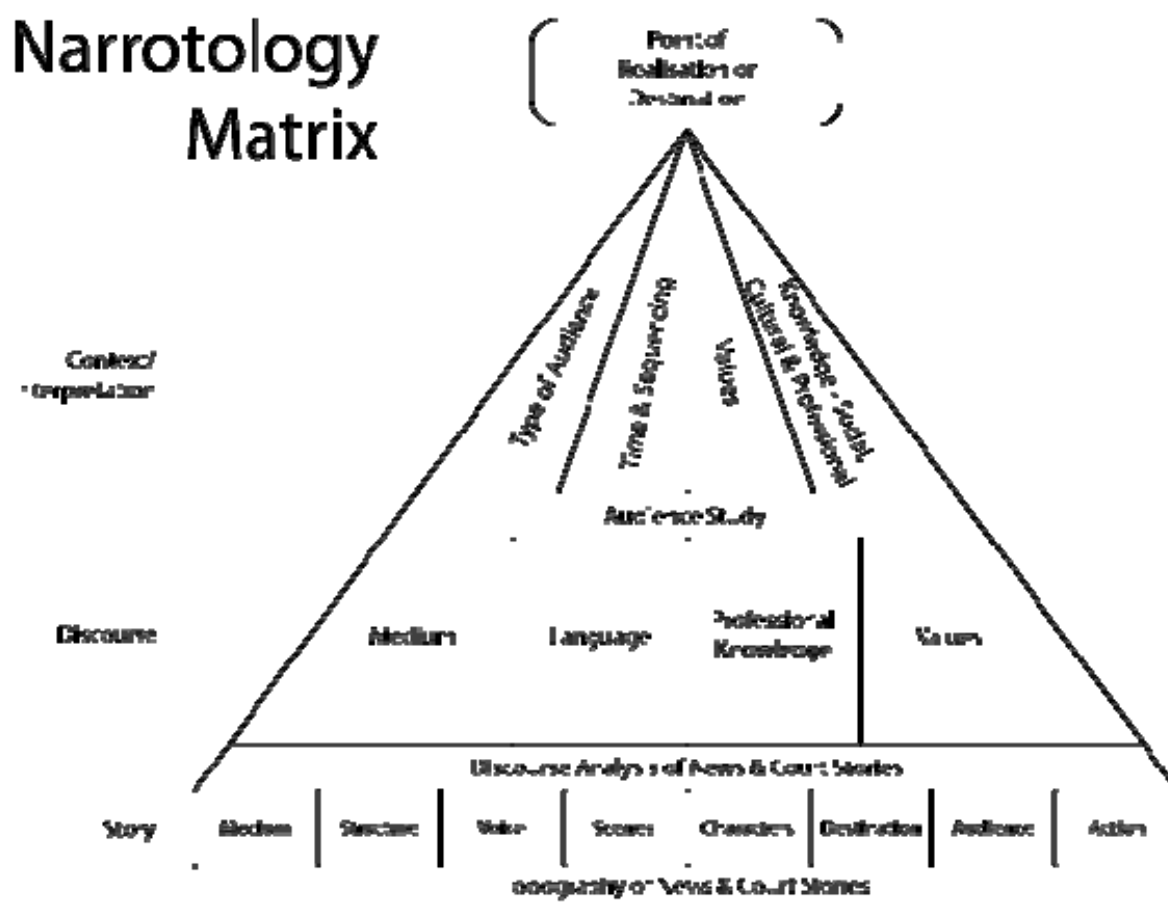 Narrotology
Matrix
Point of
Realisation or
Destination
Context/
Interpretation
Type of Audience
Time & Sequencing
Values
Knowledge - Social,
Cultural & Professional
Audience Study
Discourse
Medium
Language
Professional
Knowledge
Values
Discourse Analysis of News & Court Stories
Story
Medium
Structure
Voice
Scenes
Characters
Destination
Audience
Action
Topography of News & Court Stories